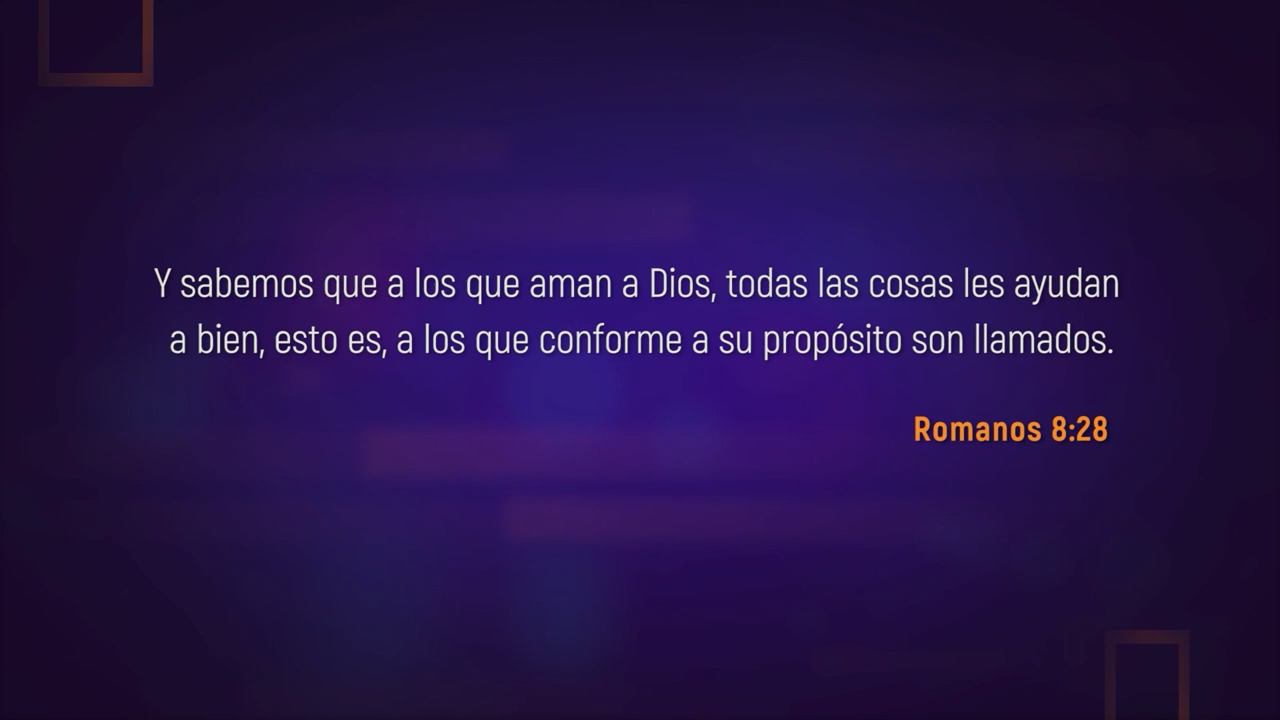 Y sabemos que a los que aman a Dios, todas las cosas les ayudan
a bien, esto es, a los que conforme a su propósito son llamados.
Romanos 8:28